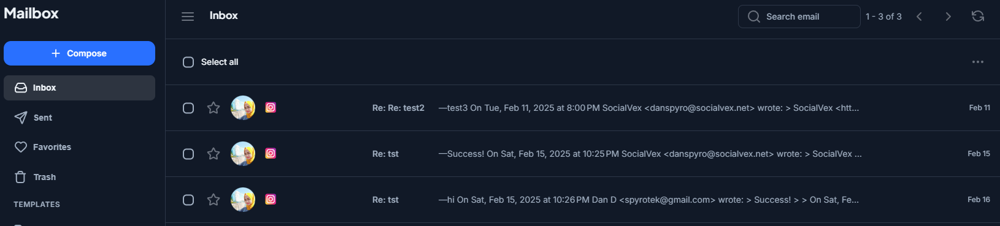 Mailbox
Inbox
Search email
1 - 3 of 3
Compose
Select all
Inbox
Re: Re: test2 —test3 On Tue, Feb 11, 2025 at 8:00 PM SocialVex <danspyro@socialvex.net> wrote: > SocialVex <htt... Feb 11
Sent
Favorites
Re: tst —Success! On Sat, Feb 15, 2025 at 10:25 PM SocialVex <danspyro@socialvex.net> wrote: > SocialVex ... Feb 15
Trash
TEMPLATES
Re: tst —hi On Sat, Feb 15, 2025 at 10:26 PM Dan D <spyrotek@gmail.com> wrote: > Success! > > On Sat, Fe... Feb 16